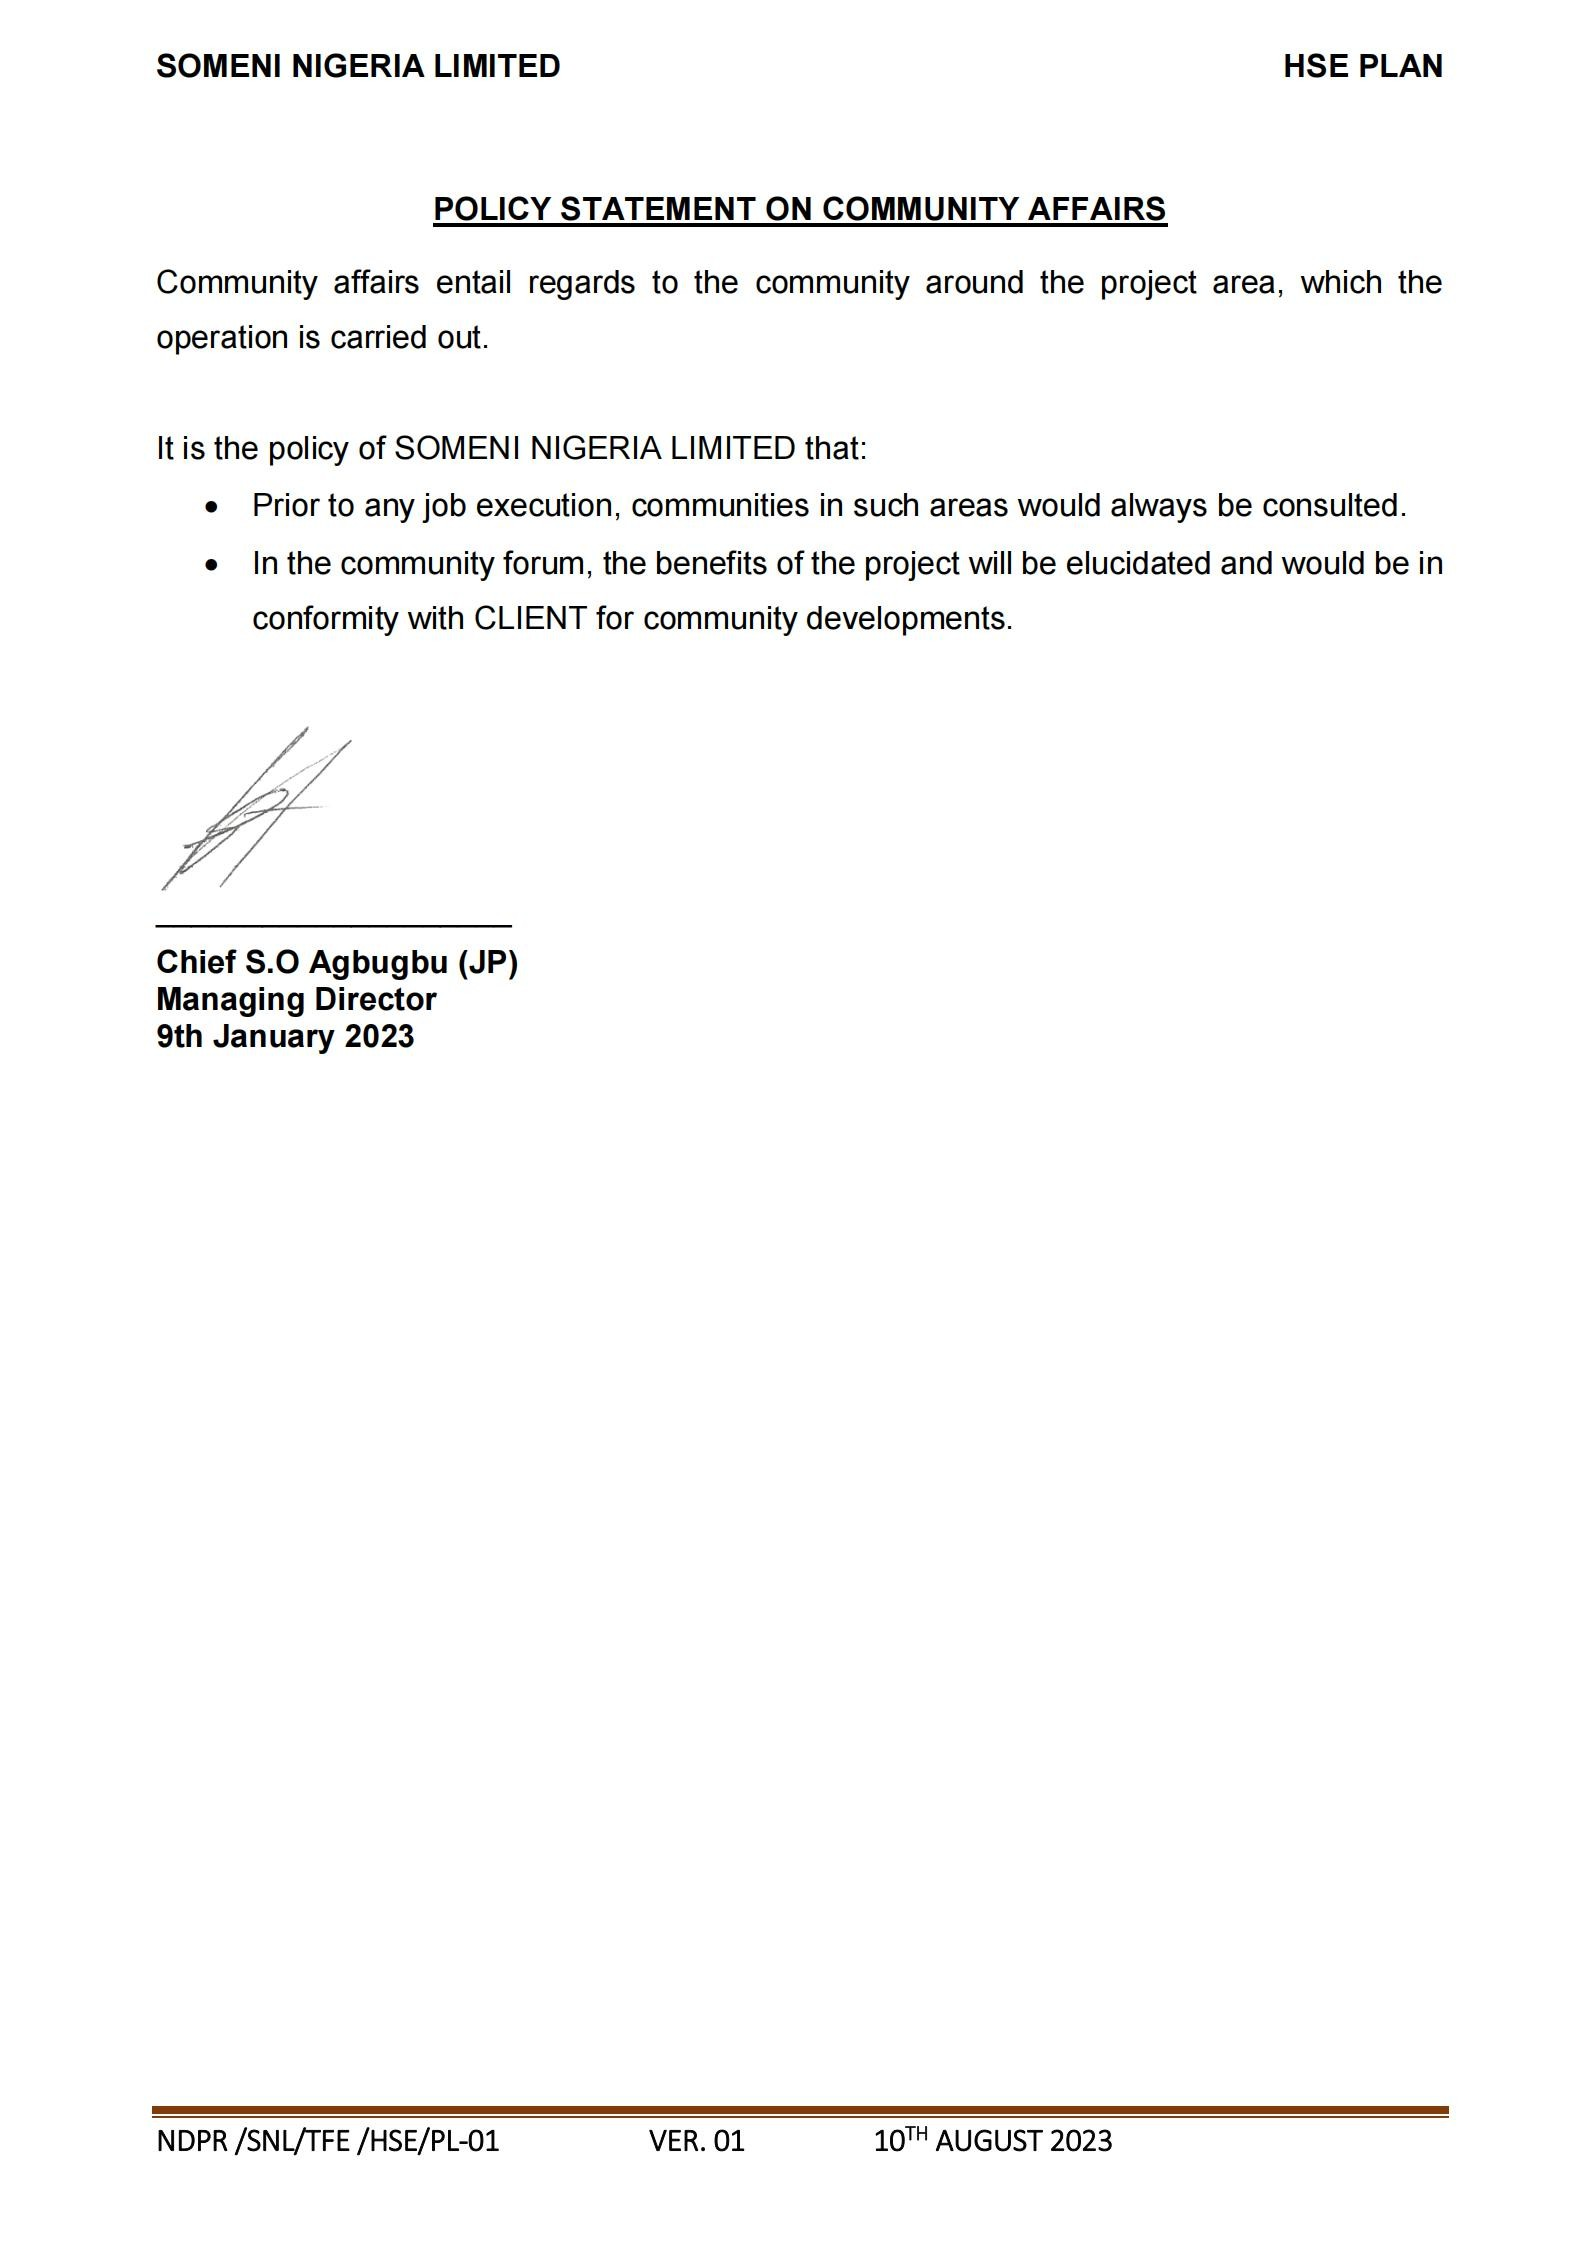 SOMENI NIGERIA LIMITED HSE PLAN
POLICY STATEMENT ON COMMUNITY AFFAIRS
Community affairs entail regards to the community around the project area, which the
operation is carried out.
It is the policy of SOMENI NIGERIA LIMITED that:
• Prior to any job execution, communities in such areas would always be consulted.
• In the community forum, the benefits of the project will be elucidated and would be in
conformity with CLIENT for community developments.
Chief S.O Agbugbu (JP)
Managing Director
9th January 2023
NDPR /SNL/TFE /HSE/PL-01 VER. 01 10TH AUGUST 2023